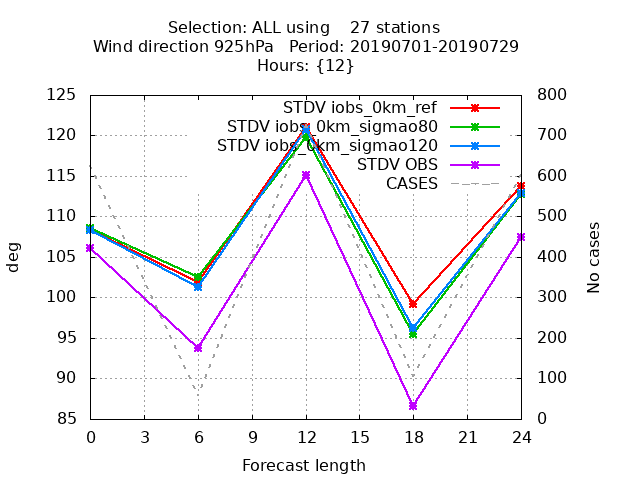 Selection: ALL using    27 stations
Wind direction 925hPa   Period: 20190701-20190729
Hours: {12}
STDV iobs_0km_ref
STDV iobs_0km_sigmao80
STDV iobs_0km_sigmao120
STDV OBS
CASES
125
120
115
110
105
100
95
90
85
deg
800
700
600
500
400
300
200
100
0
No cases
0 3 6 9 12 15 18 21 24
Forecast length